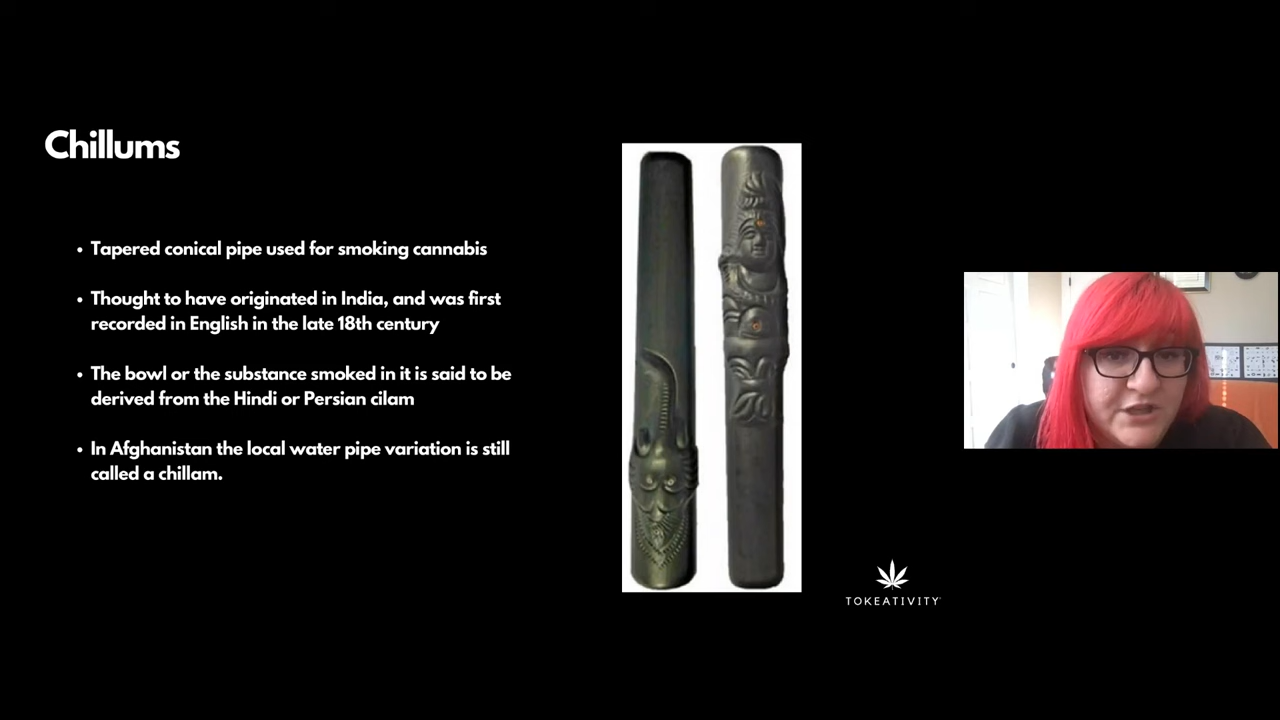 Chillums
• Tapered conical pipe used for smoking cannabis
• Thought to have originated in India, and was first
recorded in English in the late 18th century
• The bowl or the substance smoked in it is said to be
derived from the Hindi or Persian cilam
• In Afghanistan the local water pipe variation is still
called a chillam.
TOKEATIVITY